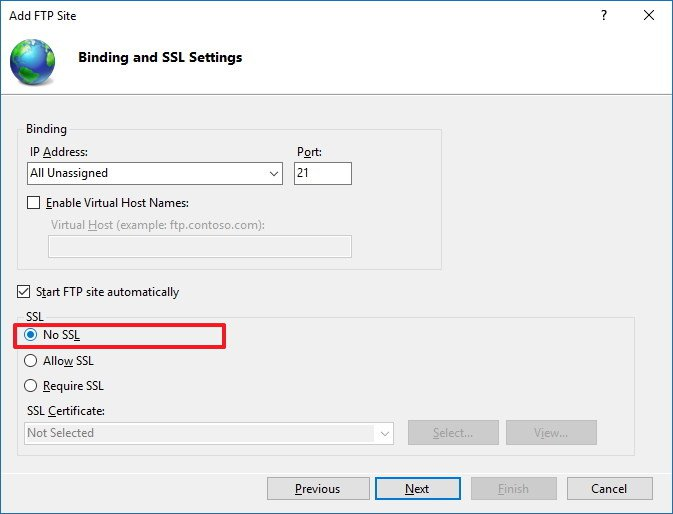 Add FTP Site
Binding and SSL Settings
Binding
IP Address:
Port:
All Unassigned
21
Enable Virtual Host Names:
Virtual Host (example: ftp.contoso.com):
Start FTP site automatically
SSL
No SSL
Allow SSL
Require SSL
SSL Certificate:
Not Selected
Select...
View...
Previous
Next
Finish
Cancel